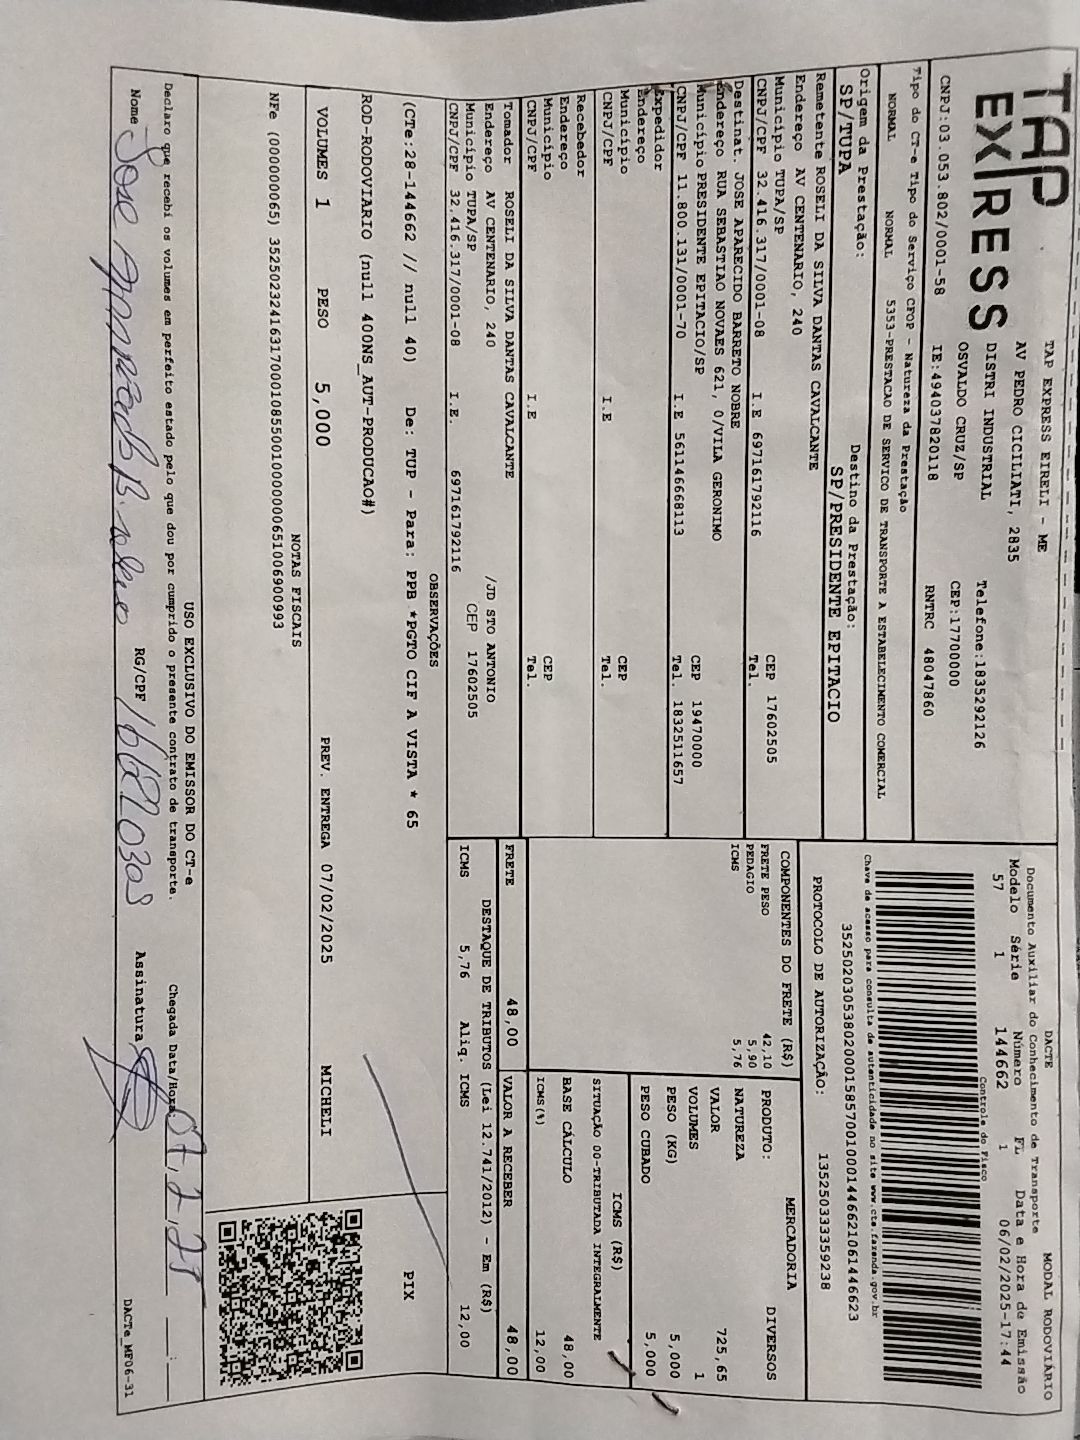 TAP EXPRESS
TAP EXPRESS EIRELI - ME
AV PEDRO CICILIATI, 2835
DISTRI INDUSTRIAL
OSVALDO CRUZ/SP
Telefone:1835292126
CEP:17700000
CNPJ:03.053.802/0001-58 IE:494037820118 RNTRC 48047860
Tipo do CT-e Tipo do Serviço CFOP - Natureza da Prestação
NORMAL NORMAL 5353-PRESTACAO DE SERVICO DE TRANSPORTE A ESTABELECIMENTO COMERCIAL
Origem da Prestação: Destino da Prestação:
SP/TUPA SP/PRESIDENTE EPITACIO
Remetente ROSELI DA SILVA DANTAS CAVALCANTE
Endereço AV CENTENARIO, 240
Município TUPA/SP CEP 17602505
CNPJ/CPF 32.416.317/0001-08 I.E 697161792116 Tel.
Destinat. JOSE APARECIDO BARRETO NOBRE
Endereço RUA SEBASTIAO NOVAES 621, 0/VILA GERONIMO
Município PRESIDENTE EPITACIO/SP CEP 19470000
CNPJ/CPF 11.800.131/0001-70 I.E 561146668113 Tel. 1832511657
Expedidor
Endereço
Município CEP
CNPJ/CPF I.E Tel.
Recebedor
Endereço
Município CEP
CNPJ/CPF I.E Tel.
Tomador ROSELI DA SILVA DANTAS CAVALCANTE
Endereço AV CENTENARIO, 240 /JD STO ANTONIO
Município TUPA/SP CEP 17602505
CNPJ/CPF 32.416.317/0001-08 I.E. 697161792116
DACTE MODAL RODOVIÁRIO
Documento Auxiliar do Conhecimento de Transporte
Modelo Série Número FL Data e Hora de Emissão
57 1 144662 1 06/02/2025-17:44
Controle do Fisco
Chave de acesso para consulta de autenticidade no site www.cte.fazenda.gov.br
35250203053802000158570010001446621061446623
PROTOCOLO DE AUTORIZAÇÃO: 135250333359238
COMPONENTES DO FRETE (R$)
FRETE PESO 42,10
PEDAGIO 5,90
ICMS 5,76
MERCADORIA
PRODUTO: DIVERSOS
NATUREZA
VALOR 725,65
VOLUMES 1
PESO (KG) 5,000
PESO CUBADO 5,000
ICMS (R$)
SITUAÇÃO 00-TRIBUTADA INTEGRALMENTE
BASE CÁLCULO 48,00
ICMS(%) 12,00
FRETE 48,00 VALOR A RECEBER 48,00
DESTAQUE DE TRIBUTOS (Lei 12.741/2012) - Em (R$)
ICMS 5,76 Aliq. ICMS 12,00
OBSERVAÇÕES
(CTe:28-144662 // null 40) De: TUP - Para: PPB *PGTO CIF A VISTA * 65
PIX
ROD-RODOVIARIO (null 400NS_AUT-PRODUCAO#)
VOLUMES 1 PESO 5,000 PREV. ENTREGA 07/02/2025 MICHELI
NOTAS FISCAIS
NFe (000000065) 35250232416317000108550010000000651006900993
USO EXCLUSIVO DO EMISSOR DO CT-e
Declaro que recebi os volumes em perfeito estado pelo que dou por cumprido o presente contrato de transporte. Chegada Data/Hora:
Nome Jose RG/CPF Assinatura
DACTe_MF06-31